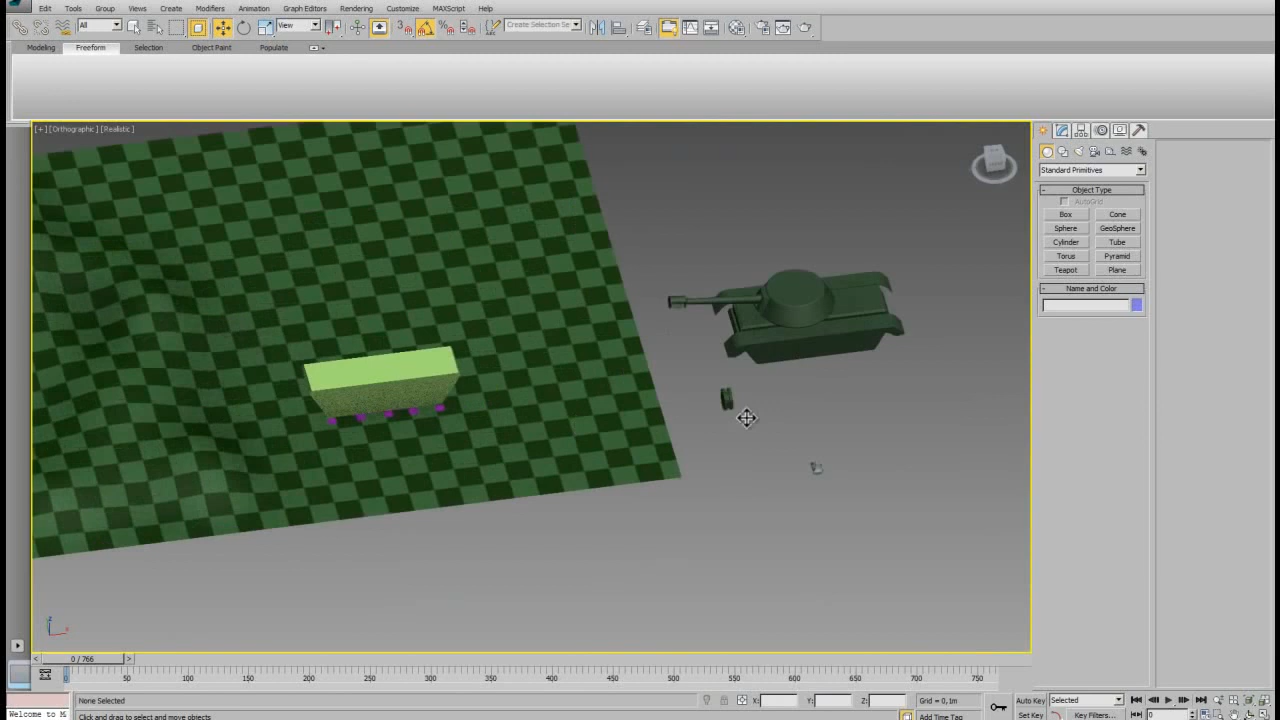 Edit Tools Group Views Create Modifiers Animation Graph Editors Rendering Customize MAXScript Help
All View 3 Create Selection Se
Modeling Freeform Selection Object Paint Populate
[+] [Orthographic] [Realistic]
Standard Primitives
- Object Type
AutoGrid
Box Cone
Sphere GeoSphere
Cylinder Tube
Torus Pyramid
Teapot Plane
- Name and Color
z
x
< 0 / 766 >
0 50 100 150 200 250 300 350 400 450 500 550 600 650 700 750
None Selected X: Y: Z: Grid = 0,1m Auto Key Selected
Welcome to M Click and drag to select and move objects Add Time Tag Set Key Key Filters... 0